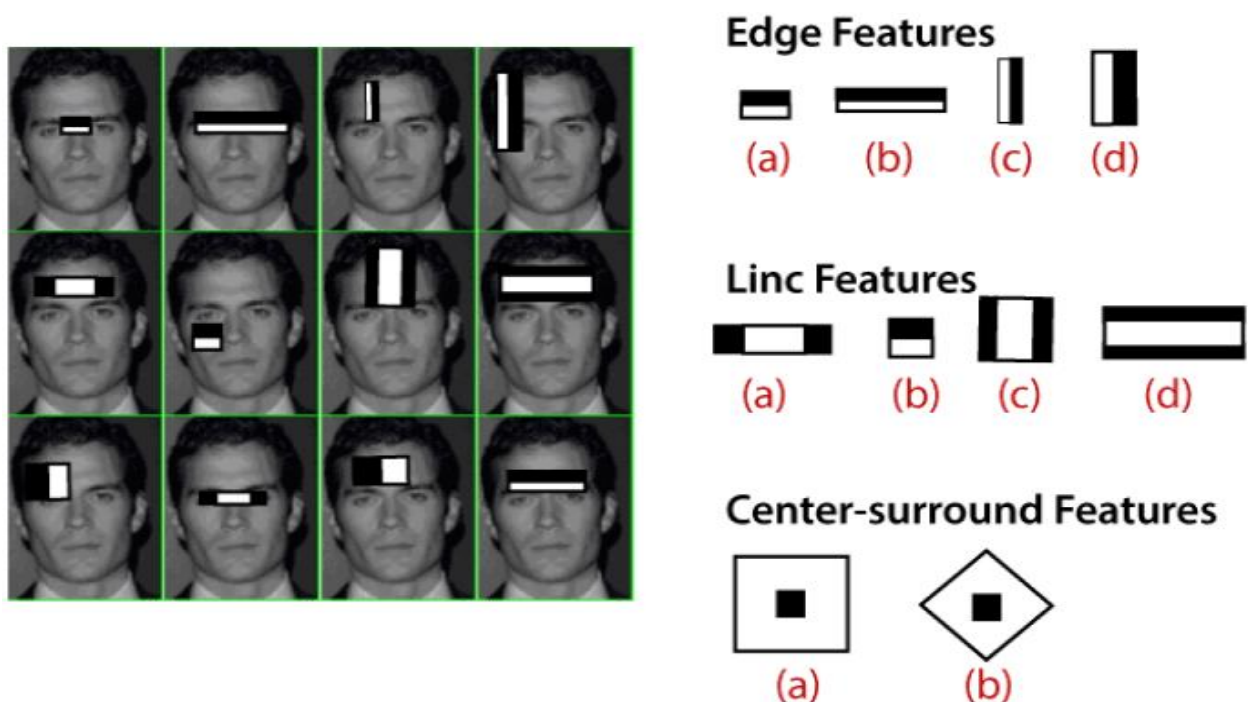 Edge Features
(a) (b) (c) (d)
Linc Features
(a) (b) (c) (d)
Center-surround Features
(a) (b)